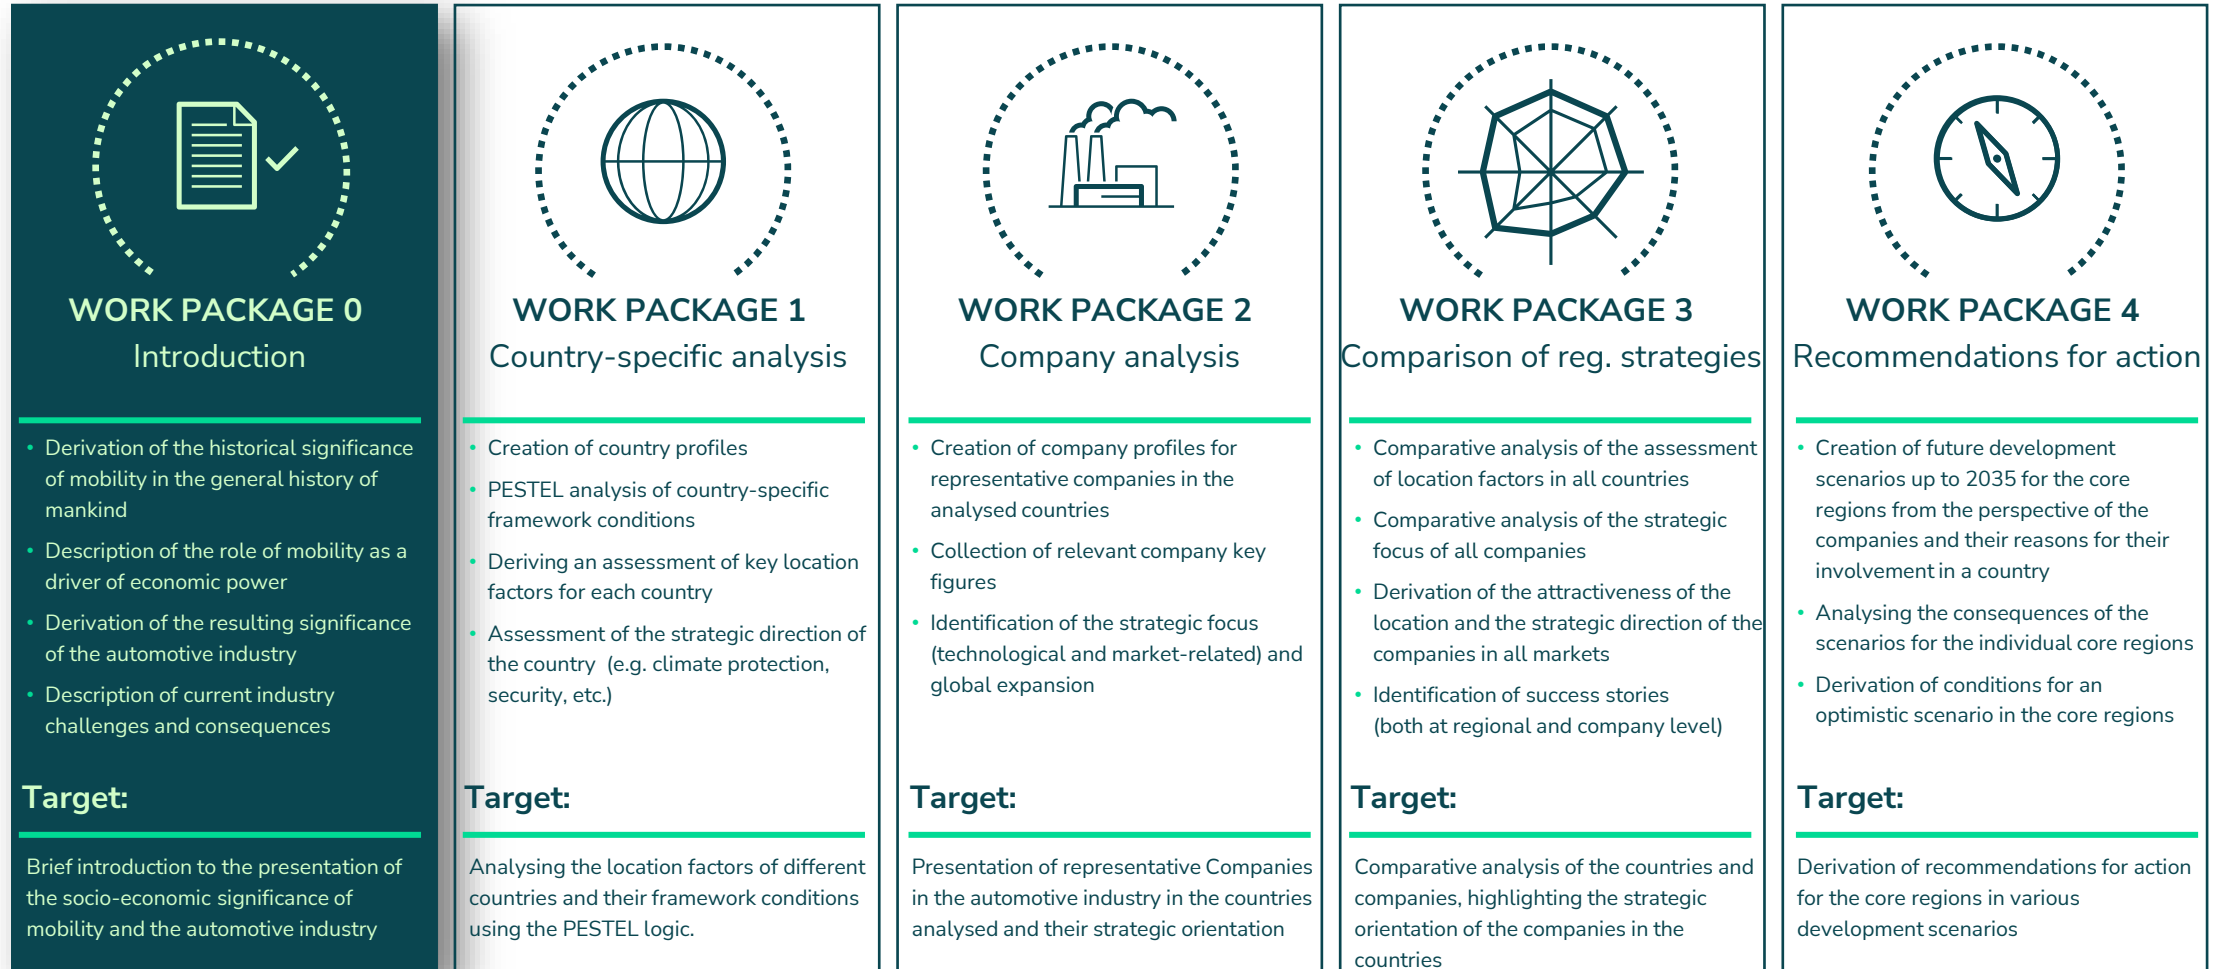 WORK PACKAGE 0
Introduction
• Derivation of the historical significance
of mobility in the general history of
mankind
• Description of the role of mobility as a
driver of economic power
• Derivation of the resulting significance
of the automotive industry
• Description of current industry
challenges and consequences
Target:
Brief introduction to the presentation of
the socio-economic significance of
mobility and the automotive industry
WORK PACKAGE 1
Country-specific analysis
• Creation of country profiles
• PESTEL analysis of country-specific
framework conditions
• Deriving an assessment of key location
factors for each country
• Assessment of the strategic direction of
the country (e.g. climate protection,
security, etc.)
Target:
Analysing the location factors of different
countries and their framework conditions
using the PESTEL logic.
WORK PACKAGE 2
Company analysis
• Creation of company profiles for
representative companies in the
analysed countries
• Collection of relevant company key
figures
• Identification of the strategic focus
(technological and market-related) and
global expansion
Target:
Presentation of representative Companies
in the automotive industry in the countries
analysed and their strategic orientation
WORK PACKAGE 3
Comparison of reg. strategies
• Comparative analysis of the assessment
of location factors in all countries
• Comparative analysis of the strategic
focus of all companies
• Derivation of the attractiveness of the
location and the strategic direction of the
companies in all markets
• Identification of success stories
(both at regional and company level)
Target:
Comparative analysis of the countries and
companies, highlighting the strategic
orientation of the companies in the
countries
WORK PACKAGE 4
Recommendations for action
• Creation of future development
scenarios up to 2035 for the core
regions from the perspective of the
companies and their reasons for their
involvement in a country
• Analysing the consequences of the
scenarios for the individual core regions
• Derivation of conditions for an
optimistic scenario in the core regions
Target:
Derivation of recommendations for action
for the core regions in various
development scenarios